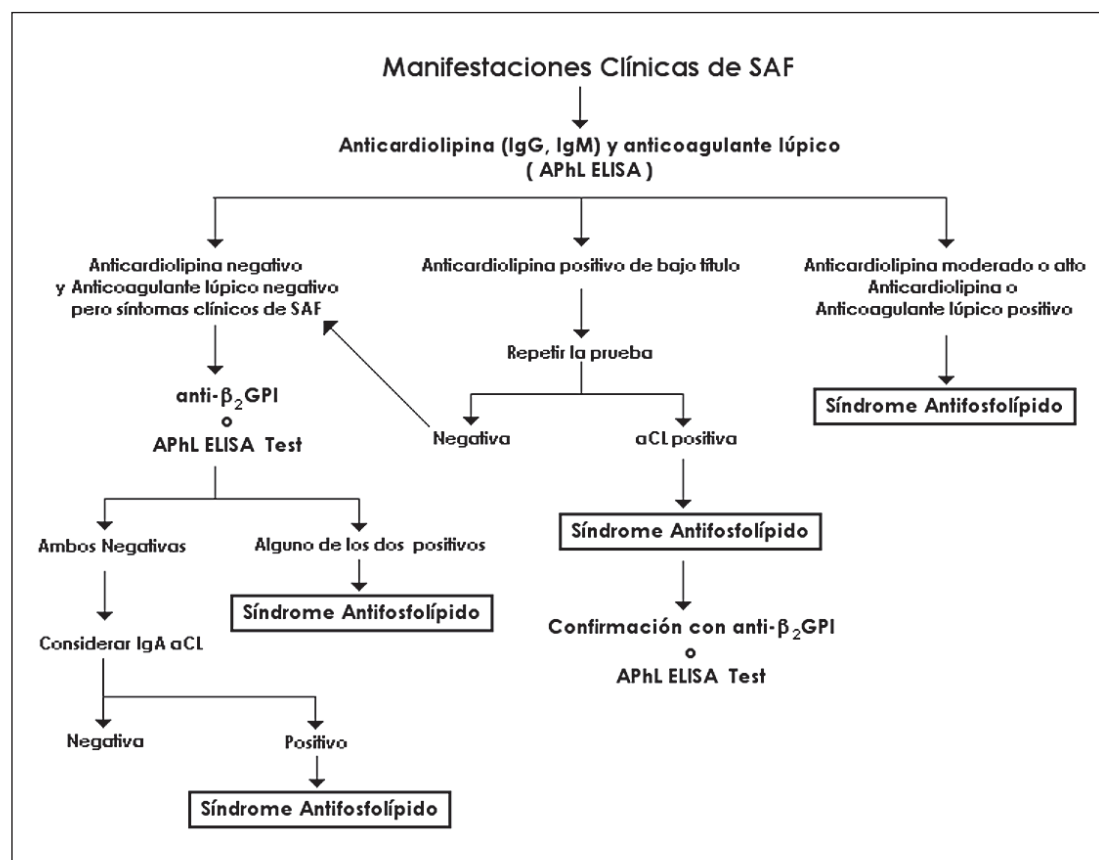 Manifestaciones Clínicas de SAF
Anticardiolipina (IgG, IgM) y anticoagulante lúpico
( APhL ELISA )
Anticardiolipina negativo
y Anticoagulante lúpico negativo
pero síntomas clínicos de SAF
Anticardiolipina positivo de bajo título
Anticardiolipina moderado o alto
Anticardiolipina o
Anticoagulante lúpico positivo
Repetir la prueba
anti-β₂GPI
o
APhL ELISA Test
Negativa
aCL positiva
Síndrome Antifosfolípido
Ambos Negativas
Alguno de los dos positivos
Síndrome Antifosfolípido
Síndrome Antifosfolípido
Considerar IgA aCL
Confirmación con anti-β₂GPI
o
APhL ELISA Test
Negativa
Positivo
Síndrome Antifosfolípido